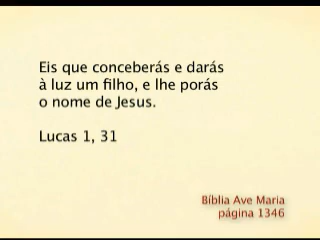 Eis que conceberás e darás
à luz um filho, e lhe porás
o nome de Jesus.
Lucas 1, 31
Bíblia Ave Maria
página 1346